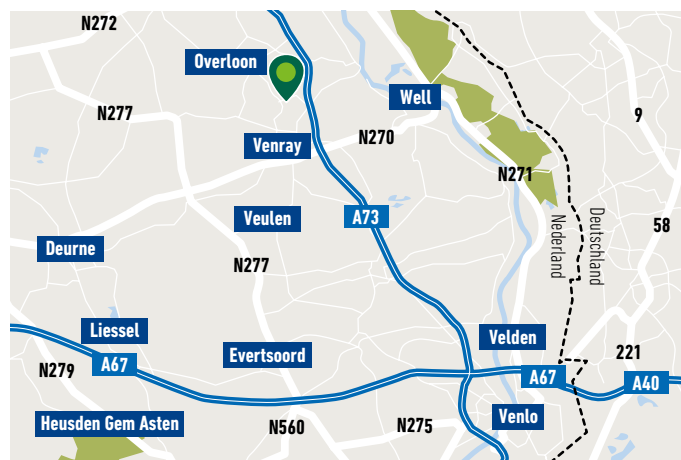 N272
Overloon
Well
N277
9
Venray
N270
N271
Veulen
A73
Nederland
Deutschland
58
Deurne
N277
Liessel
Velden
Evertsoord
221
N279
A67
A67
A40
Heusden Gem Asten
N560
N275
Venlo